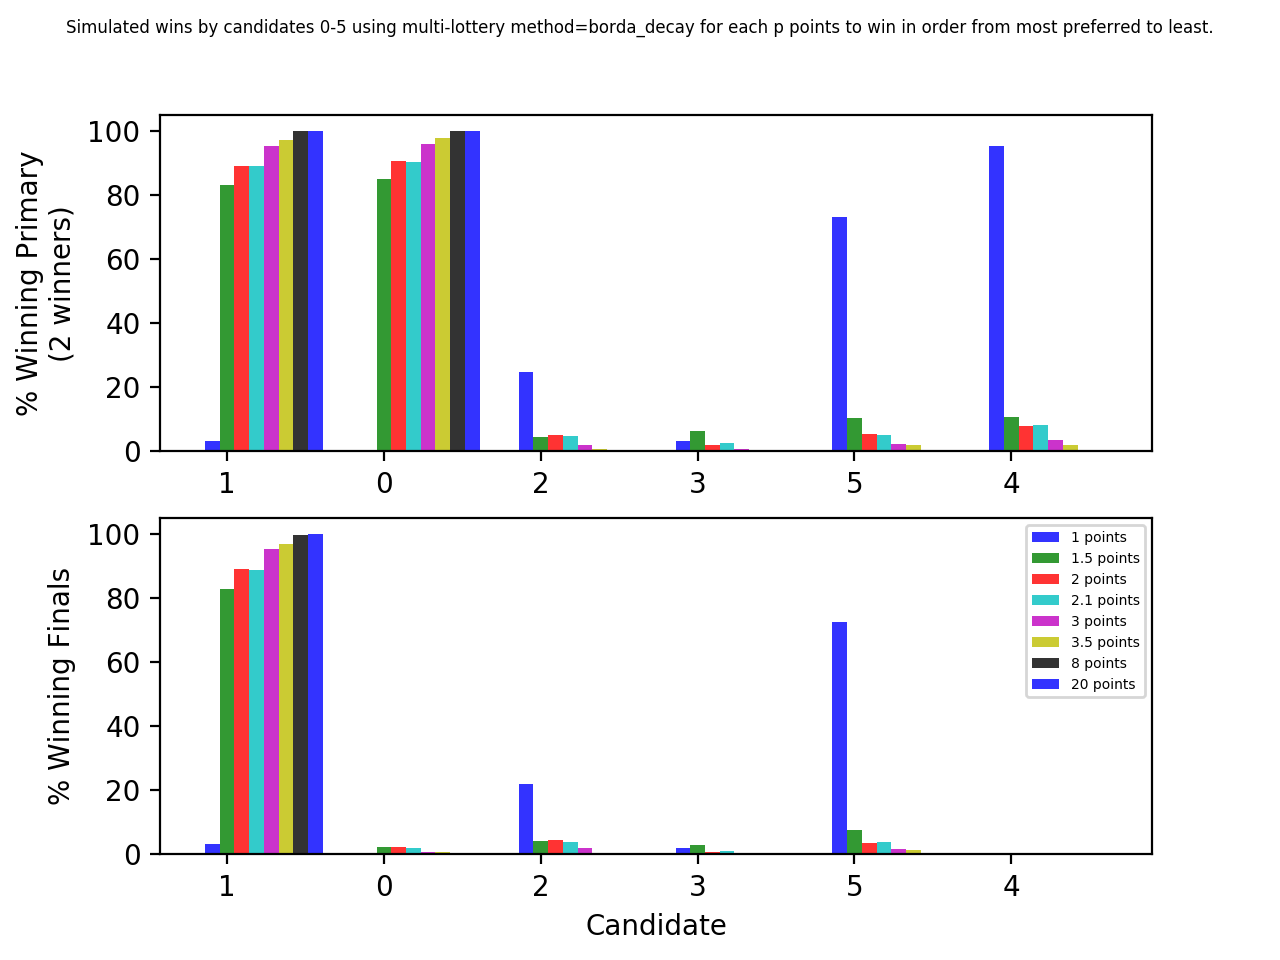 Simulated wins by candidates 0-5 using multi-lottery method=borda_decay for each p points to win in order from most preferred to least.
% Winning Primary
(2 winners)
100
80
60
40
20
0
1 0 2 3 5 4
% Winning Finals
100
80
60
40
20
0
1 points
1.5 points
2 points
2.1 points
3 points
3.5 points
8 points
20 points
1 0 2 3 5 4
Candidate